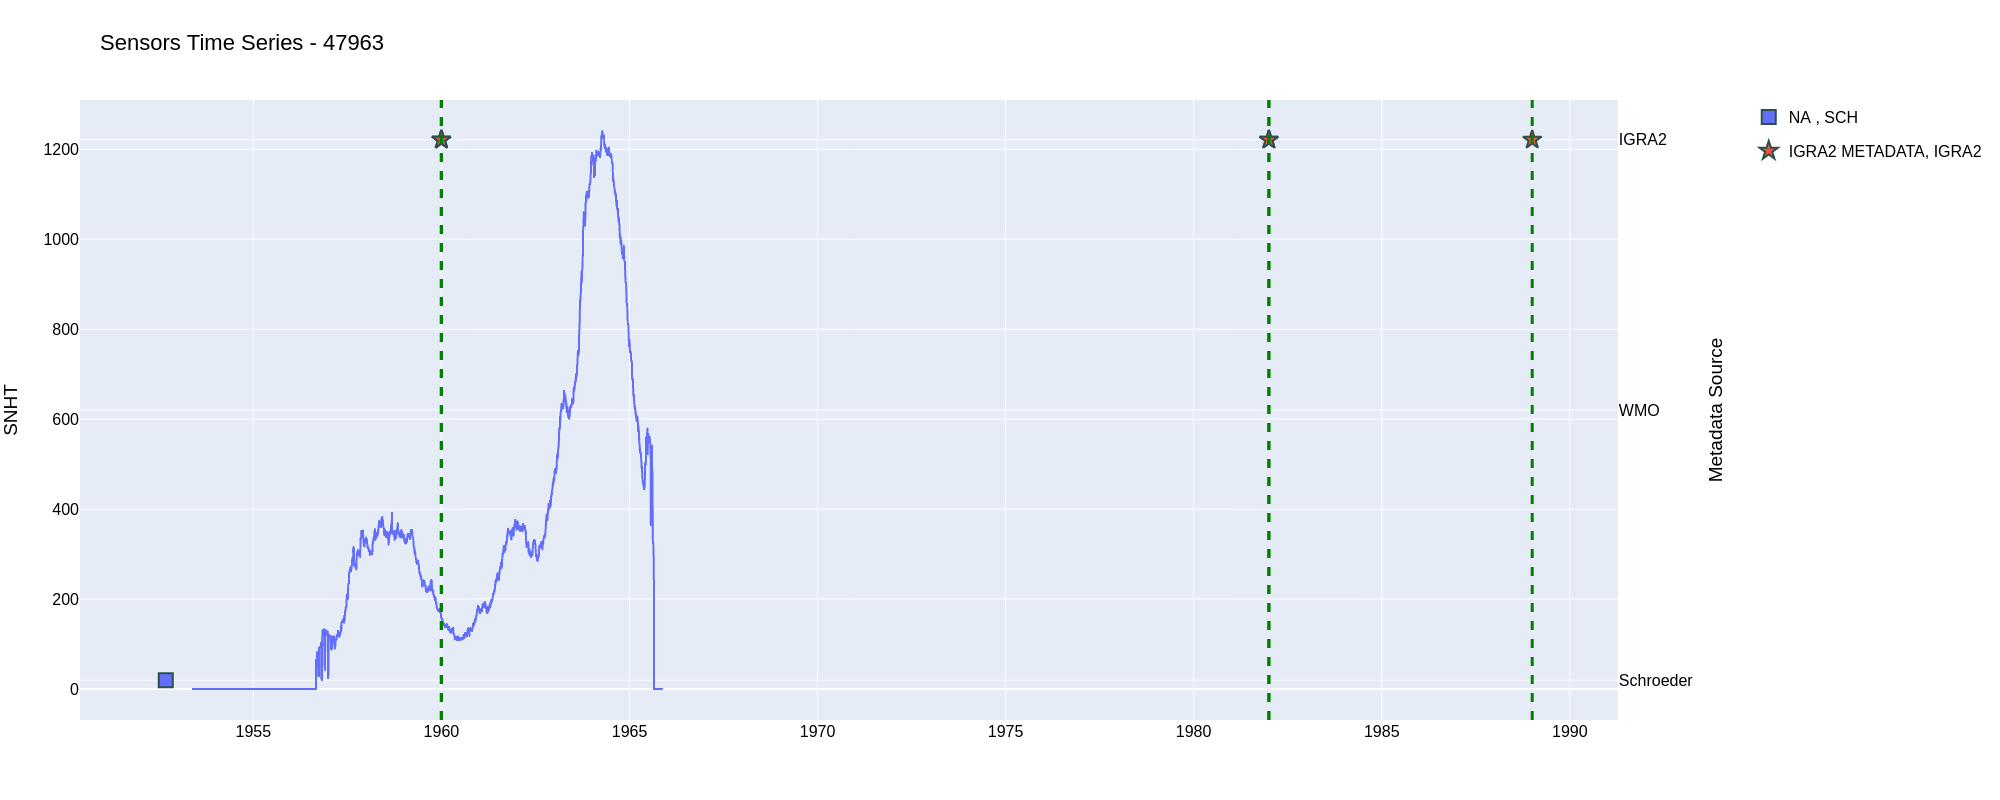 Sensors Time Series - 47963
NA , SCH
IGRA2 METADATA, IGRA2
SNHT
1200
1000
800
600
400
200
0
IGRA2
WMO
Schroeder
Metadata Source
1955 1960 1965 1970 1975 1980 1985 1990